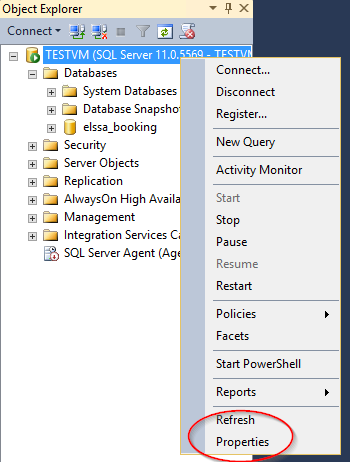 Object Explorer
Connect
TESTVM (SQL Server 11.0.5569 - TESTVM
Databases
System Databases
Database Snapshot
elssa_booking
Security
Server Objects
Replication
AlwaysOn High Availa
Management
Integration Services Ca
SQL Server Agent (Age
Connect...
Disconnect
Register...
New Query
Activity Monitor
Start
Stop
Pause
Resume
Restart
Policies
Facets
Start PowerShell
Reports
Refresh
Properties